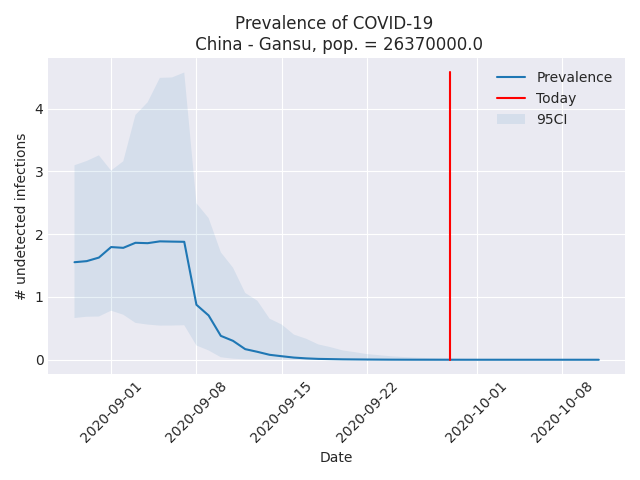 Prevalence of COVID-19
China - Gansu, pop. = 26370000.0
Prevalence
Today
95CI
# undetected infections
4
3
2
1
0
2020-09-01
2020-09-08
2020-09-15
2020-09-22
2020-10-01
2020-10-08
Date